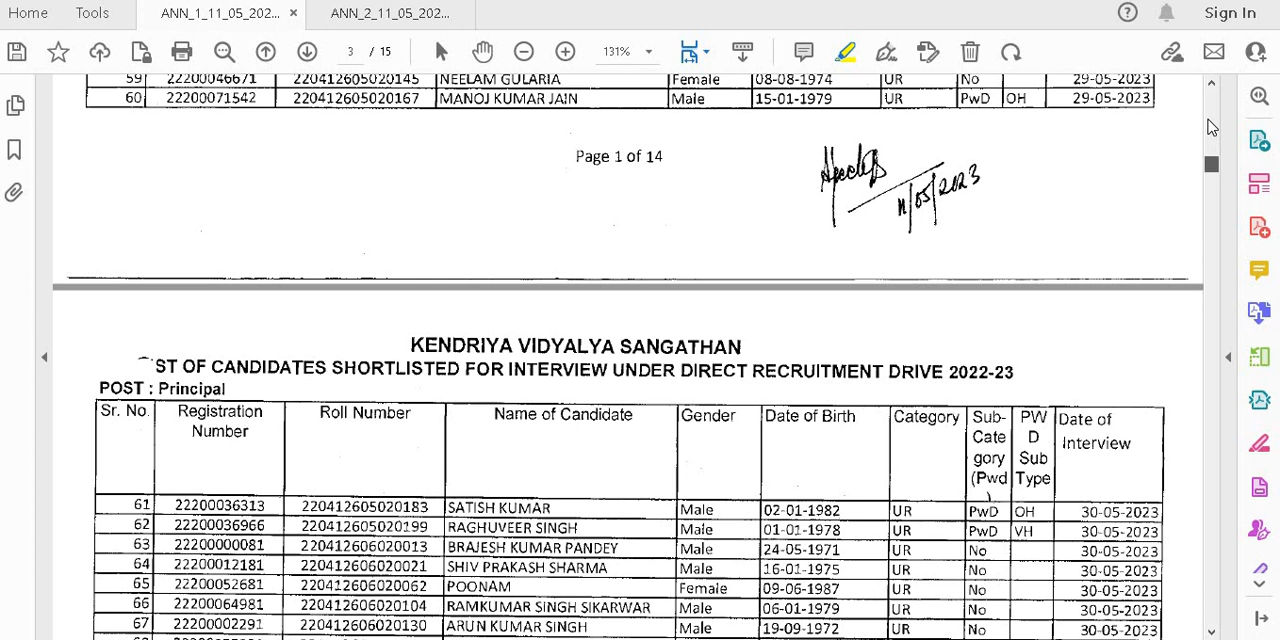 Home Tools ANN_1_11_05_202... × ANN_2_11_05_202... Sign In
3 / 15 131%
59 22200046671 220412605020145 NEELAM GULARIA Female 08-08-1974 UR No 29-05-2023
60 22200071542 220412605020167 MANOJ KUMAR JAIN Male 15-01-1979 UR PwD OH 29-05-2023
Page 1 of 14
11/05/2023
KENDRIYA VIDYALYA SANGATHAN
ST OF CANDIDATES SHORTLISTED FOR INTERVIEW UNDER DIRECT RECRUITMENT DRIVE 2022-23
POST : Principal
Sr. No. Registration Number Roll Number Name of Candidate Gender Date of Birth Category Sub-Category (Pwd) PWD Sub Type Date of Interview
61 22200036313 220412605020183 SATISH KUMAR Male 02-01-1982 UR PwD OH 30-05-2023
62 22200036966 220412605020199 RAGHUVEER SINGH Male 01-01-1978 UR PwD VH 30-05-2023
63 22200000081 220412606020013 BRAJESH KUMAR PANDEY Male 24-05-1971 UR No 30-05-2023
64 22200012181 220412606020021 SHIV PRAKASH SHARMA Male 16-01-1975 UR No 30-05-2023
65 22200052681 220412606020062 POONAM Female 09-06-1987 UR No 30-05-2023
66 22200064981 220412606020104 RAMKUMAR SINGH SIKARWAR Male 06-01-1979 UR No 30-05-2023
67 22200002291 220412606020130 ARUN KUMAR SINGH Male 19-09-1972 UR No 30-05-2023